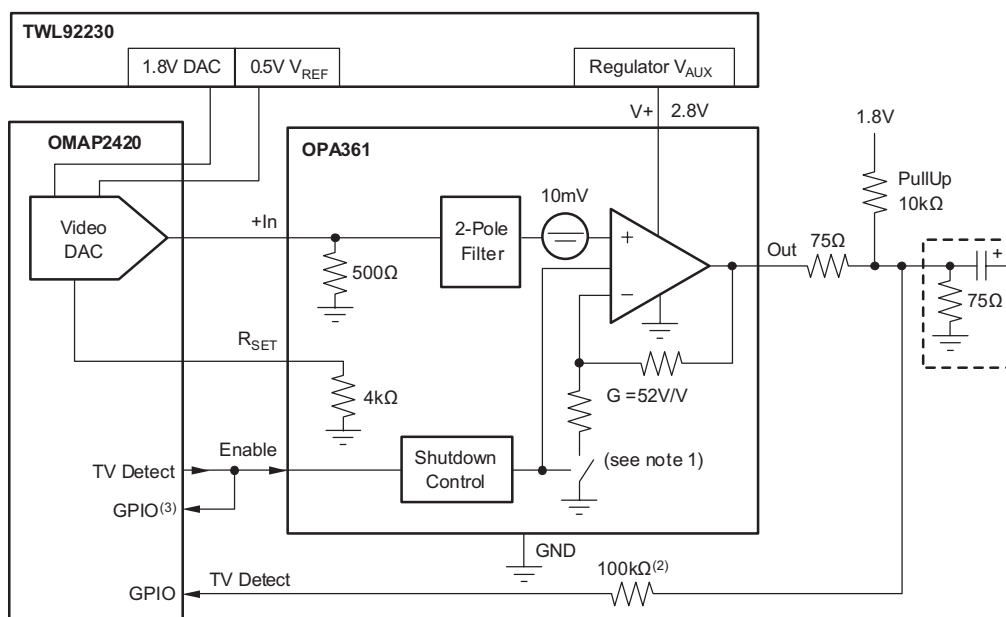 TWL92230
1.8V DAC
0.5V VREF
Regulator VAUX
V+
2.8V
OMAP2420
OPA361
1.8V
PullUp
10kΩ
Video
DAC
+In
500Ω
2-Pole
Filter
10mV
+
−
Out
75Ω
+
75Ω
RSET
4kΩ
G =52V/V
Enable
Shutdown
Control
(see note 1)
TV Detect
GPIO(3)
GND
100kΩ(2)
GPIO
TV Detect